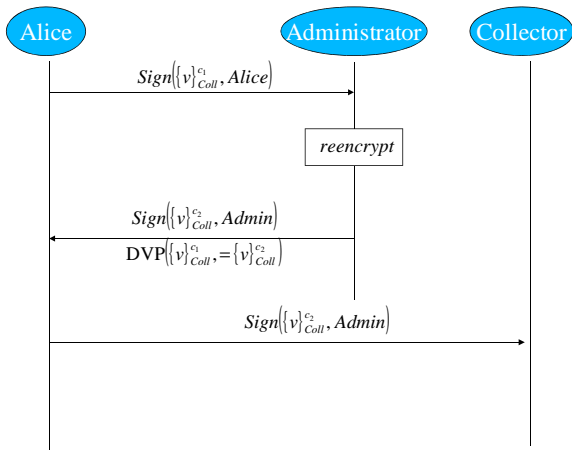 Alice Administrator Collector
Sign({v}^{c_1}_{Coll}, Alice)
reencrypt
Sign({v}^{c_2}_{Coll}, Admin)
DVP({v}^{c_1}_{Coll}, = {v}^{c_2}_{Coll})
Sign({v}^{c_2}_{Coll}, Admin)